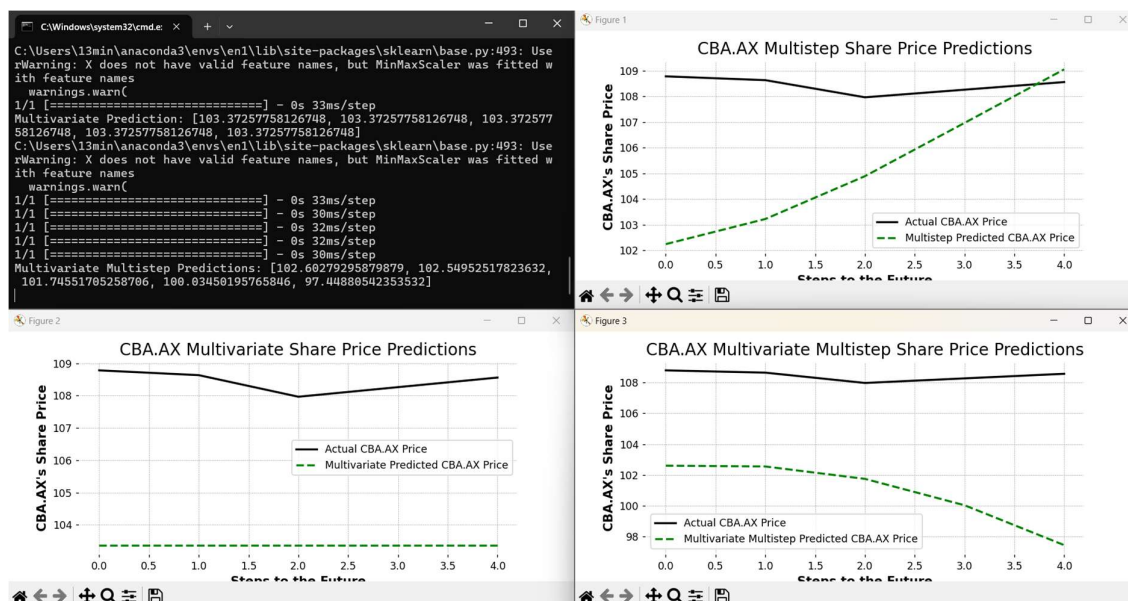 C:\Windows\system32\cmd.e:
C:\Users\13min\anaconda3\envs\en1\lib\site-packages\sklearn\base.py:493: Use
rWarning: X does not have valid feature names, but MinMaxScaler was fitted w
ith feature names
warnings.warn(
1/1 [==============================] - 0s 33ms/step
Multivariate Prediction: [103.37257758126748, 103.37257758126748, 103.372577
58126748, 103.37257758126748, 103.37257758126748]
C:\Users\13min\anaconda3\envs\en1\lib\site-packages\sklearn\base.py:493: Use
rWarning: X does not have valid feature names, but MinMaxScaler was fitted w
ith feature names
warnings.warn(
1/1 [==============================] - 0s 33ms/step
1/1 [==============================] - 0s 30ms/step
1/1 [==============================] - 0s 32ms/step
1/1 [==============================] - 0s 32ms/step
1/1 [==============================] - 0s 30ms/step
Multivariate Multistep Predictions: [102.60279295879879, 102.54952517823632,
101.74551705258706, 100.03450195765846, 97.44880542353532]
Figure 1
CBA.AX Multistep Share Price Predictions
CBA.AX's Share Price
109
108
107
106
105
104
103
102
Actual CBA.AX Price
Multistep Predicted CBA.AX Price
0.0 0.5 1.0 1.5 2.0 2.5 3.0 3.5 4.0
Steps to the Future
Figure 2
CBA.AX Multivariate Share Price Predictions
CBA.AX's Share Price
109
108
107
106
105
104
Actual CBA.AX Price
Multivariate Predicted CBA.AX Price
0.0 0.5 1.0 1.5 2.0 2.5 3.0 3.5 4.0
Steps to the Future
Figure 3
CBA.AX Multivariate Multistep Share Price Predictions
CBA.AX's Share Price
108
106
104
102
100
98
Actual CBA.AX Price
Multivariate Multistep Predicted CBA.AX Price
0.0 0.5 1.0 1.5 2.0 2.5 3.0 3.5 4.0
Steps to the Future